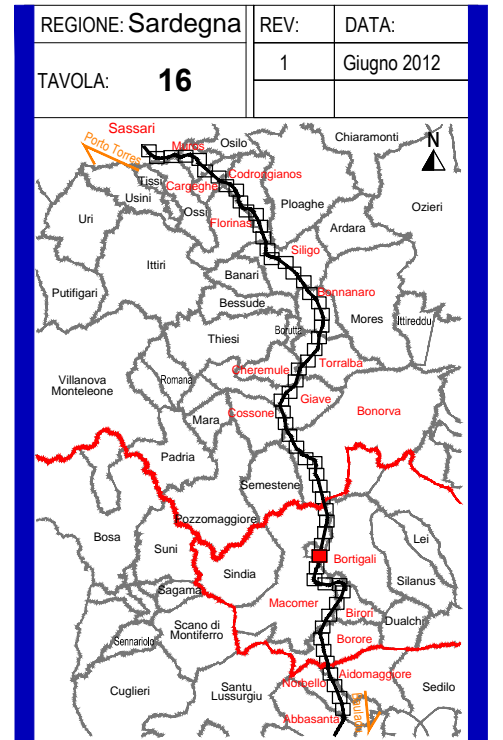 REGIONE: Sardegna
REV:
DATA:
TAVOLA: 16
1
Giugno 2012
Sassari
Porto Torres
Muros
Osilo
Chiaramonti
N
Tissi
Cargeghe
Codrongianos
Usini
Ossi
Ploaghe
Ozieri
Uri
Florinas
Ardara
Siligo
Ittiri
Banari
Bonnanaro
Putifigari
Bessude
Mores
Ittireddu
Thiesi
Borutta
Cheremule
Torralba
Villanova
Monteleone
Romana
Giave
Cossone
Bonorva
Mara
Padria
Semestene
Pozzomaggiore
Bosa
Suni
Lei
Bortigali
Sindia
Silanus
Sagama
Macomer
Birori
Dualchi
Scano di
Montiferro
Sennariolo
Borore
Aidomaggiore
Norbello
Cuglieri
Santu
Lussurgiu
Sedilo
Abbasanta